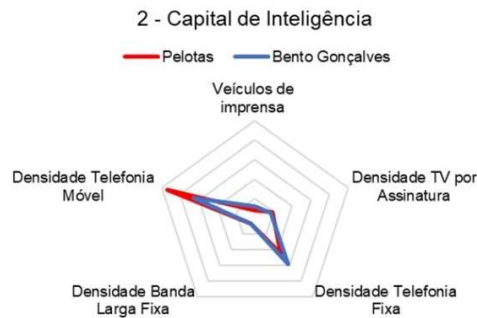 2 - Capital de Inteligência
Pelotas Bento Gonçalves
Veículos de
imprensa
Densidade Telefonia
Móvel
Densidade TV por
Assinatura
Densidade Banda
Larga Fixa
Densidade Telefonia
Fixa